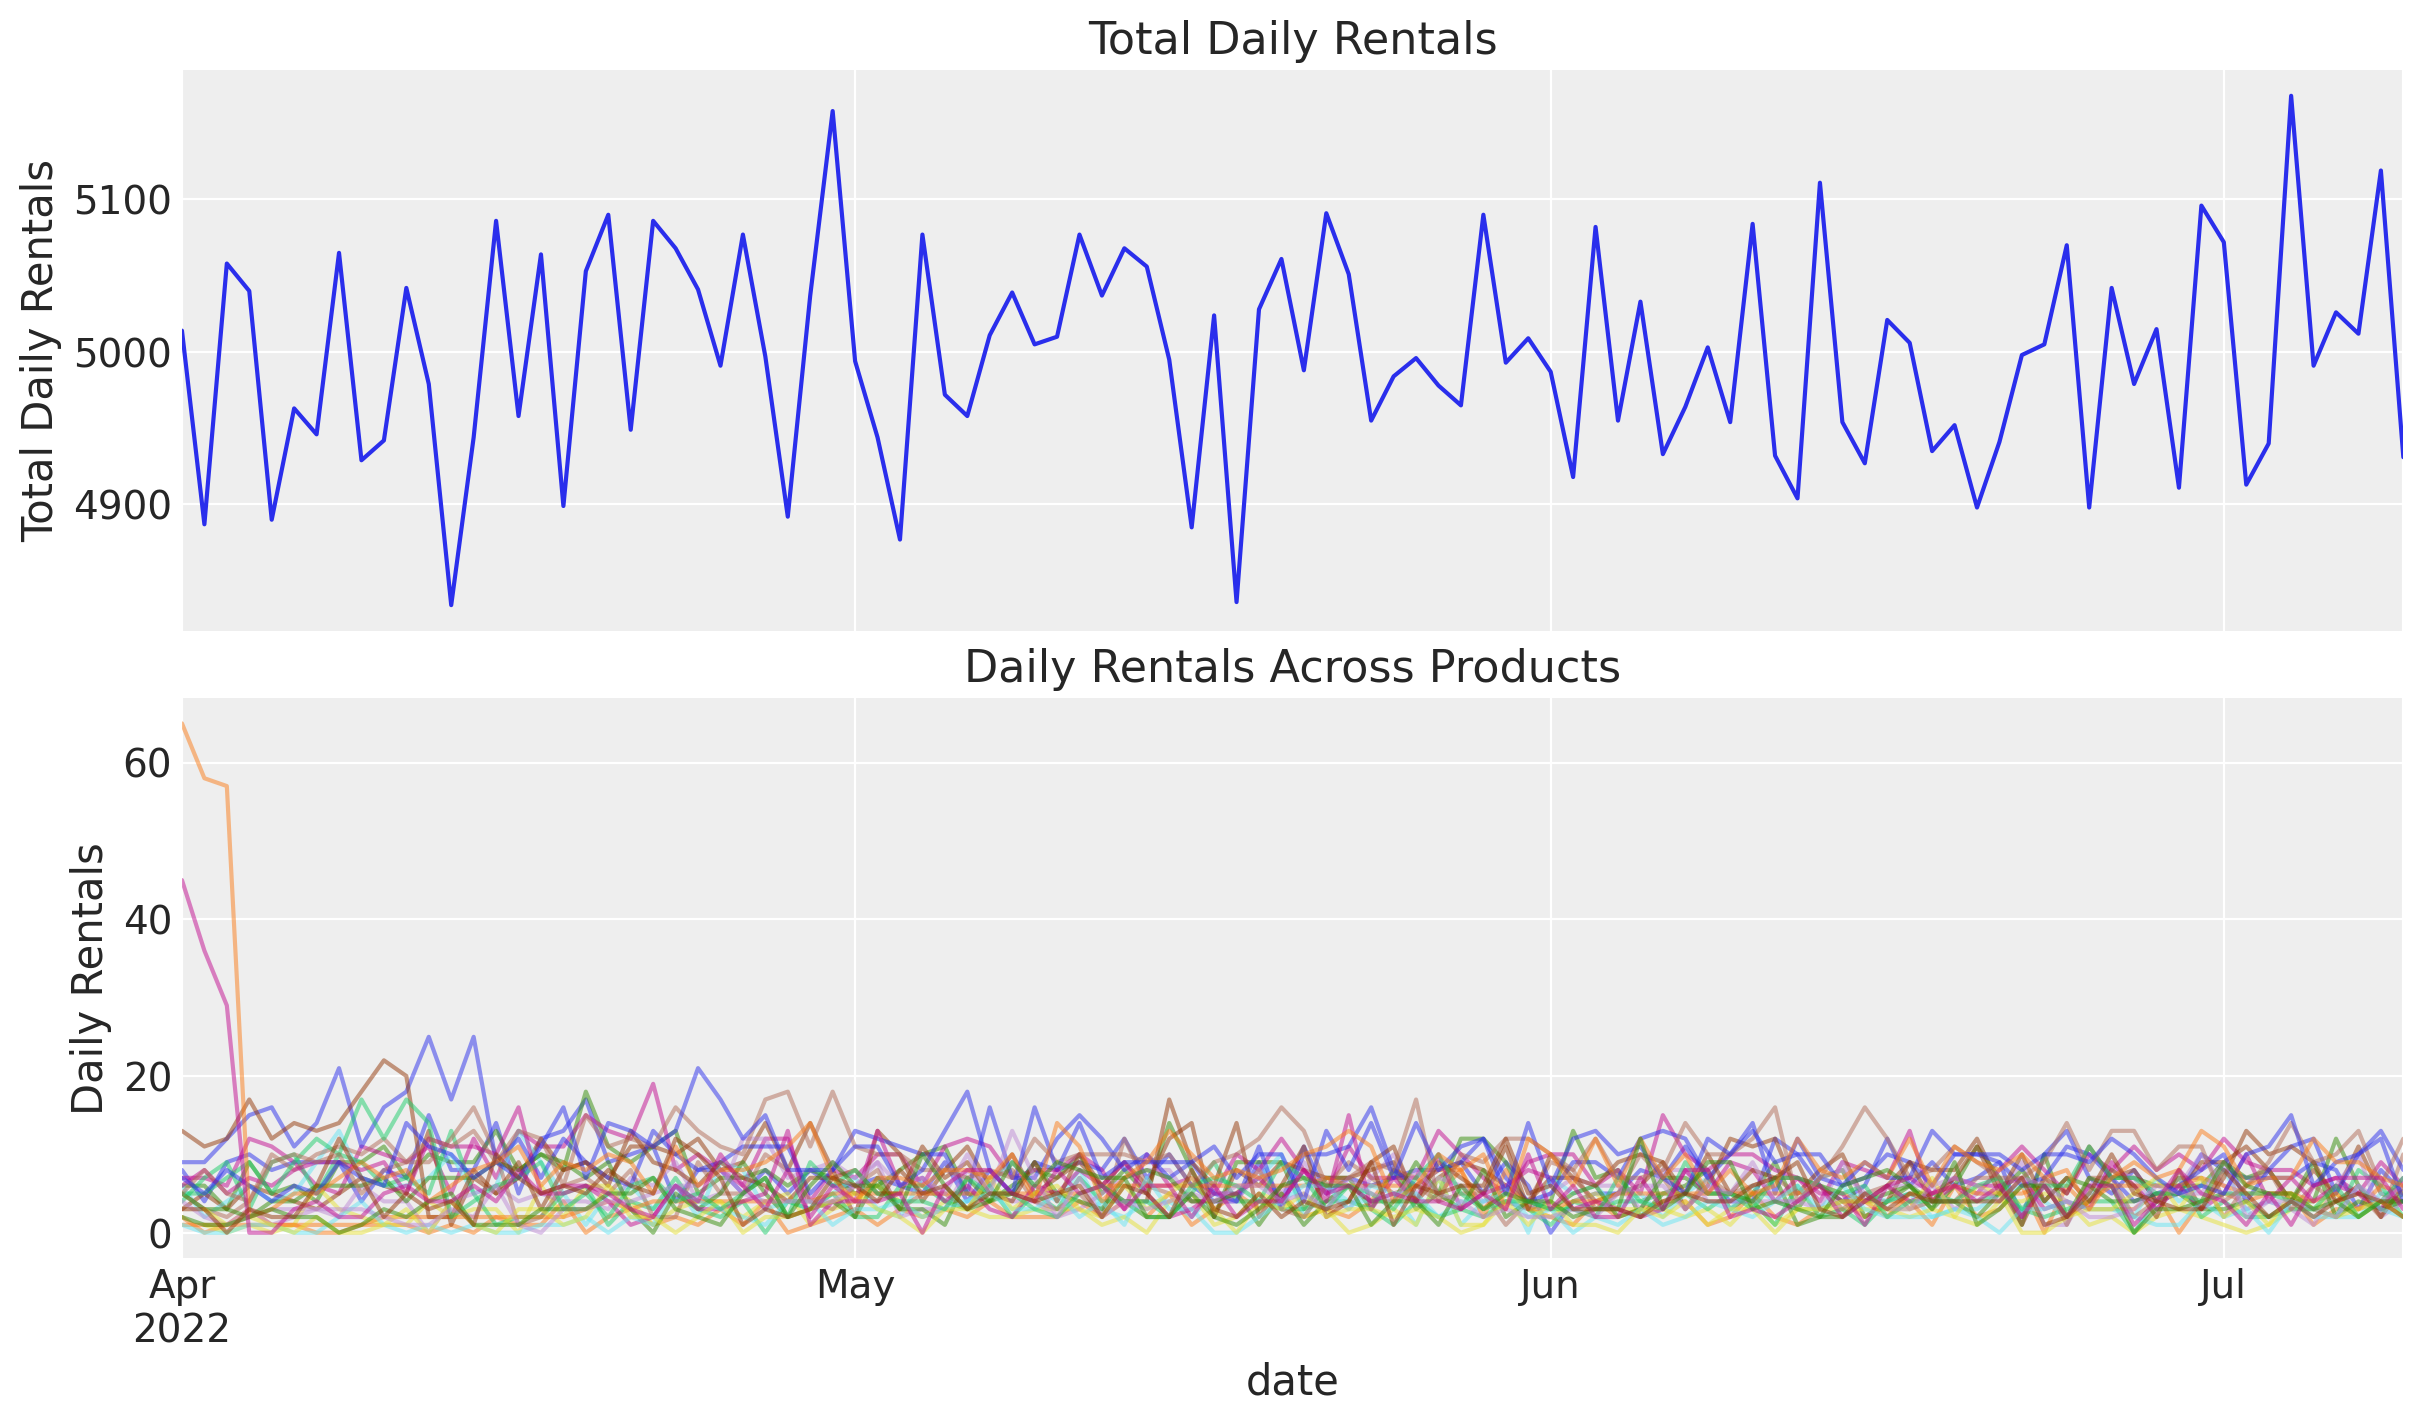 Total Daily Rentals
Total Daily Rentals
5100
5000
4900
Daily Rentals Across Products
Daily Rentals
60
40
20
0
Apr
2022
May
Jun
Jul
date